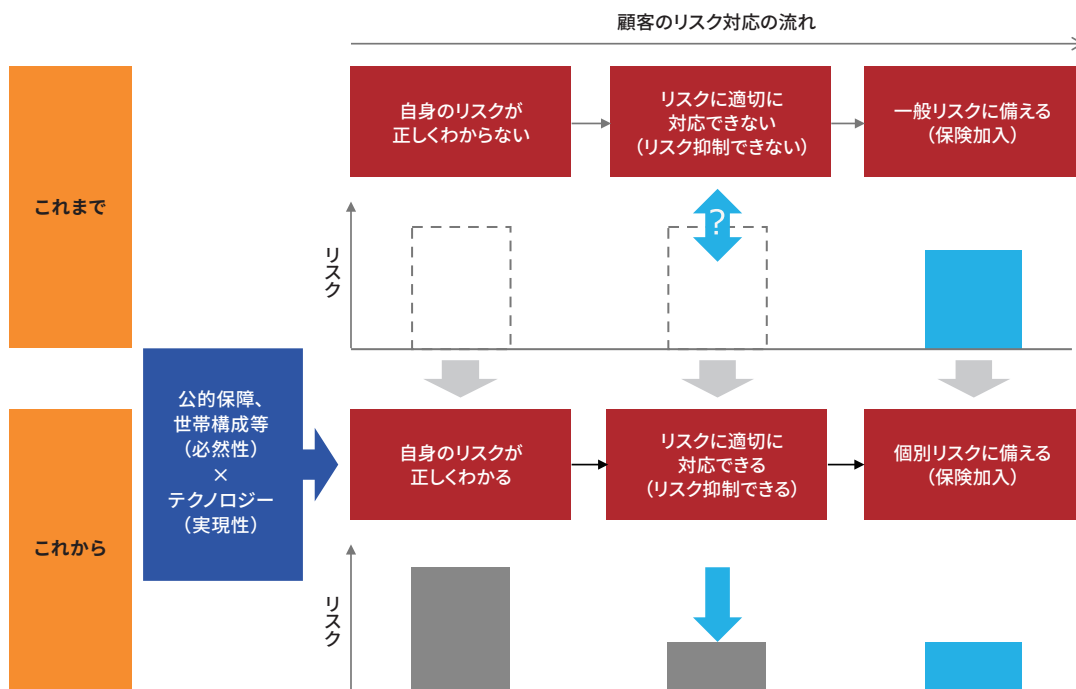 顧客のリスク対応の流れ
これまで
自身のリスクが
正しくわからない
リスクに適切に
対応できない
（リスク抑制できない）
一般リスクに備える
（保険加入）
リスク
?
公的保障、
世帯構成等
（必然性）
×
テクノロジー
（実現性）
これから
自身のリスクが
正しくわかる
リスクに適切に
対応できる
（リスク抑制できる）
個別リスクに備える
（保険加入）
リスク